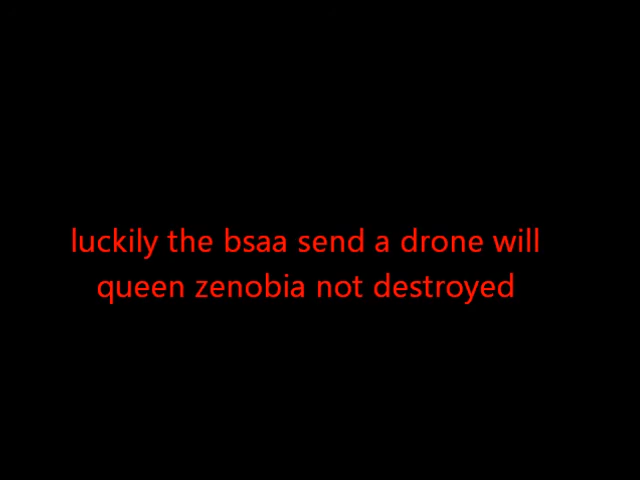 luckily the bsaa send a drone will
queen zenobia not destroyed